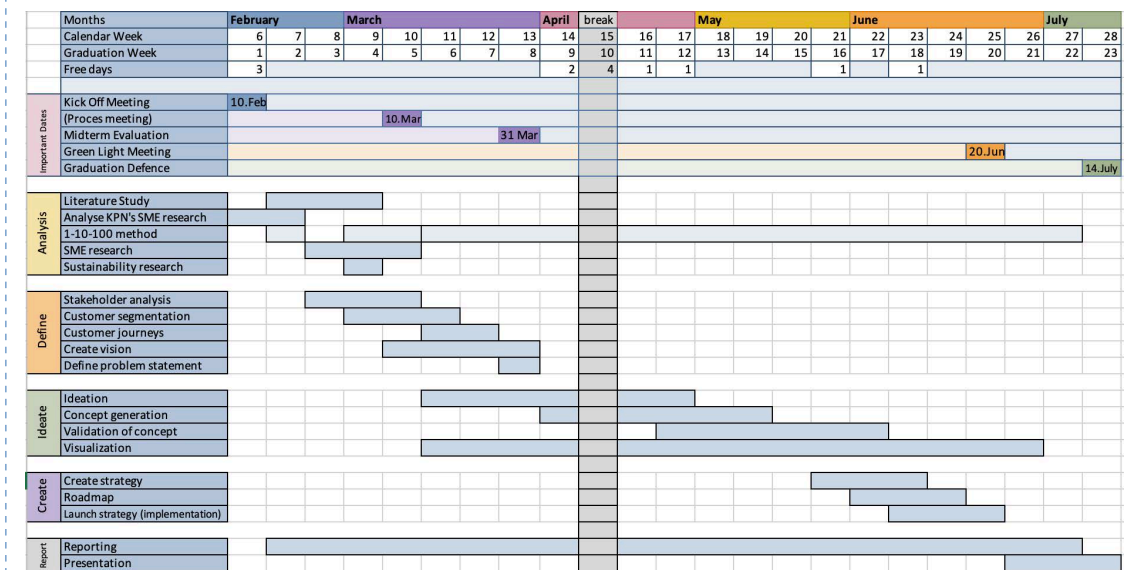 Months February March April break May June July
Calendar Week 6 7 8 9 10 11 12 13 14 15 16 17 18 19 20 21 22 23 24 25 26 27 28
Graduation Week 1 2 3 4 5 6 7 8 9 10 11 12 13 14 15 16 17 18 19 20 21 22 23
Free days 3 2 4 1 1 1 1
Important Dates
Kick Off Meeting 10.Feb
(Proces meeting) 10.Mar
Midterm Evaluation 31 Mar
Green Light Meeting 20.Jun
Graduation Defence 14.July
Analysis
Literature Study
Analyse KPN's SME research
1-10-100 method
SME research
Sustainability research
Define
Stakeholder analysis
Customer segmentation
Customer journeys
Create vision
Define problem statement
Ideate
Ideation
Concept generation
Validation of concept
Visualization
Create
Create strategy
Roadmap
Launch strategy (implementation)
Report
Reporting
Presentation